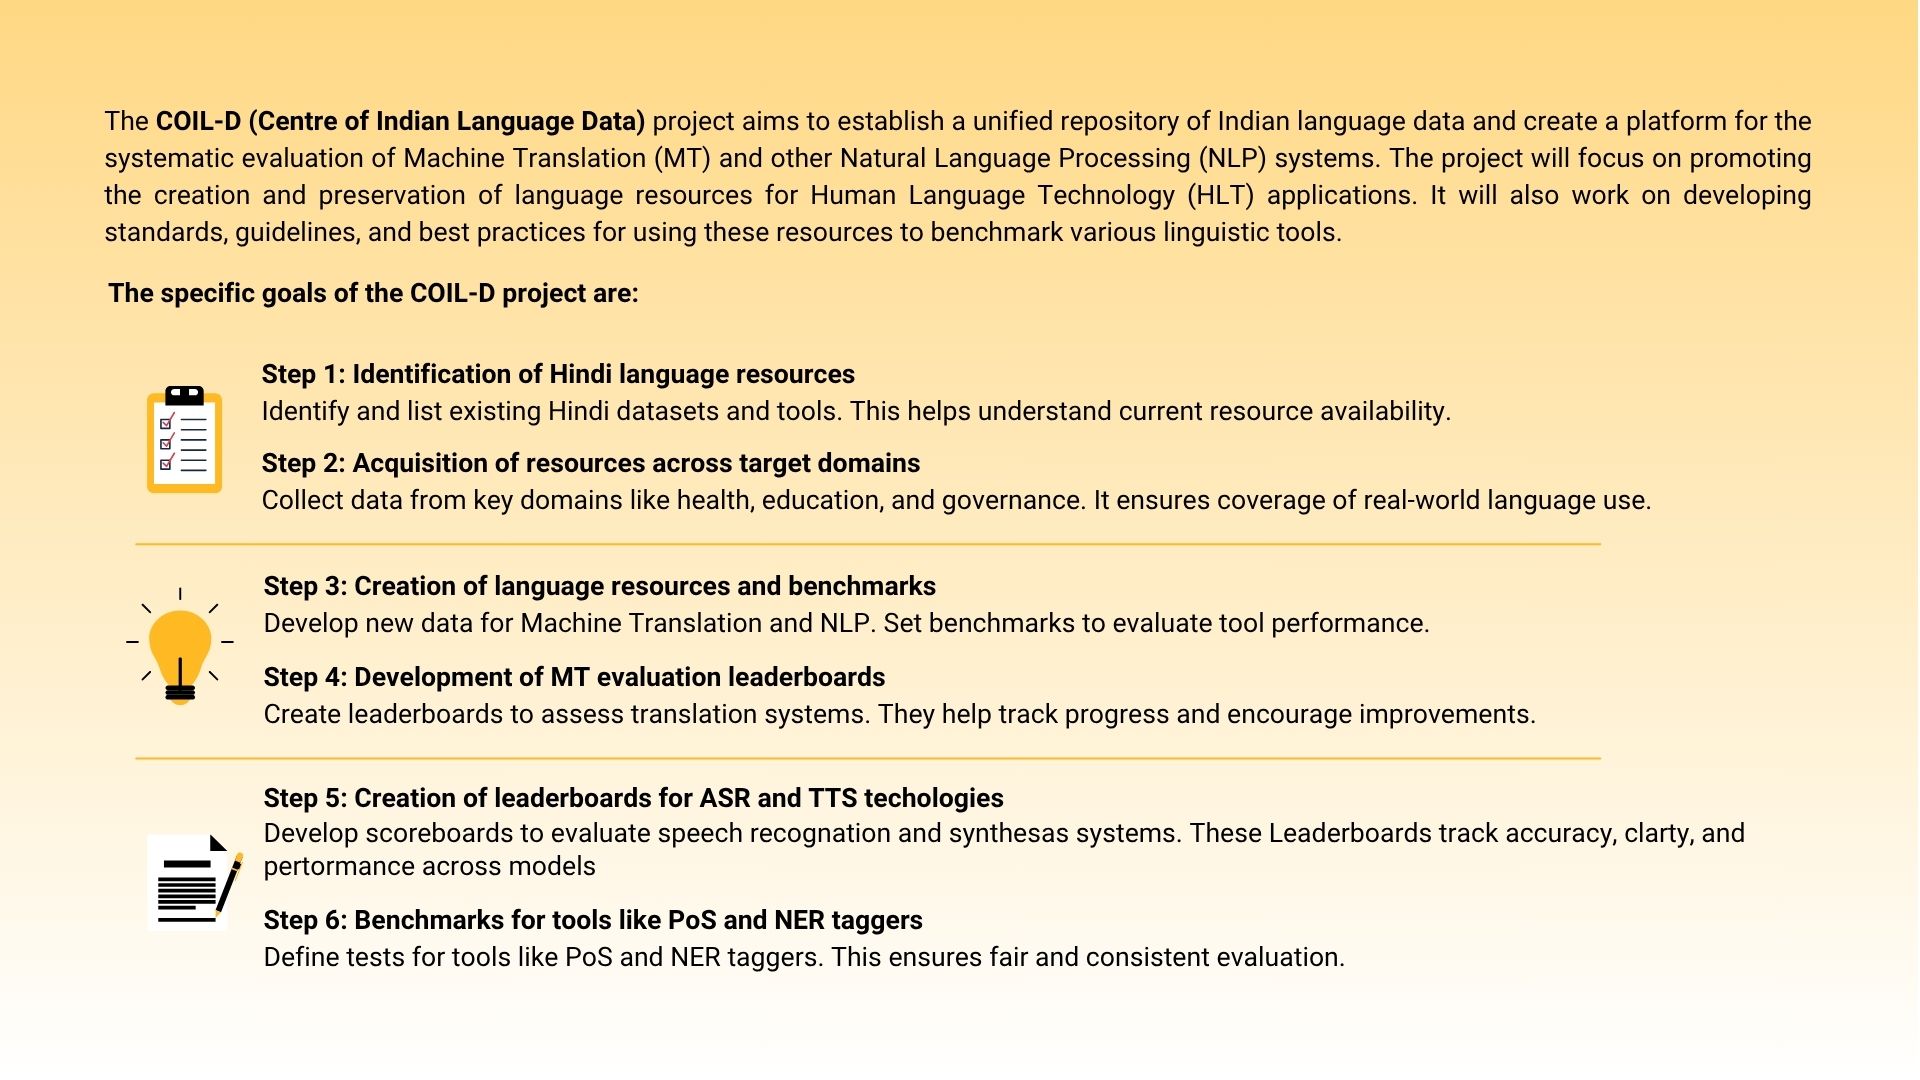 The COIL-D (Centre of Indian Language Data) project aims to establish a unified repository of Indian language data and create a platform for the
systematic evaluation of Machine Translation (MT) and other Natural Language Processing (NLP) systems. The project will focus on promoting
the creation and preservation of language resources for Human Language Technology (HLT) applications. It will also work on developing
standards, guidelines, and best practices for using these resources to benchmark various linguistic tools.
The specific goals of the COIL-D project are:
Step 1: Identification of Hindi language resources
Identify and list existing Hindi datasets and tools. This helps understand current resource availability.
Step 2: Acquisition of resources across target domains
Collect data from key domains like health, education, and governance. It ensures coverage of real-world language use.
Step 3: Creation of language resources and benchmarks
Develop new data for Machine Translation and NLP. Set benchmarks to evaluate tool performance.
Step 4: Development of MT evaluation leaderboards
Create leaderboards to assess translation systems. They help track progress and encourage improvements.
Step 5: Creation of leaderboards for ASR and TTS techologies
Develop scoreboards to evaluate speech recognation and synthesas systems. These Leaderboards track accuracy, clarty, and
pertormance across models
Step 6: Benchmarks for tools like PoS and NER taggers
Define tests for tools like PoS and NER taggers. This ensures fair and consistent evaluation.